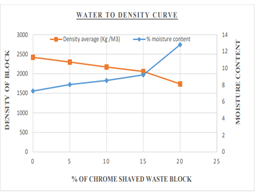 WATER TO DENSITY CURVE
Density average (Kg /M3)
% moisture content
DENSITY OF BLOCK
3000
2500
2000
1500
1000
500
0
14
12
10
8
6
4
2
0
MOISTURE CONTENT
0 5 10 15 20 25
% OF CHROME SHAVED WASTE BLOCK